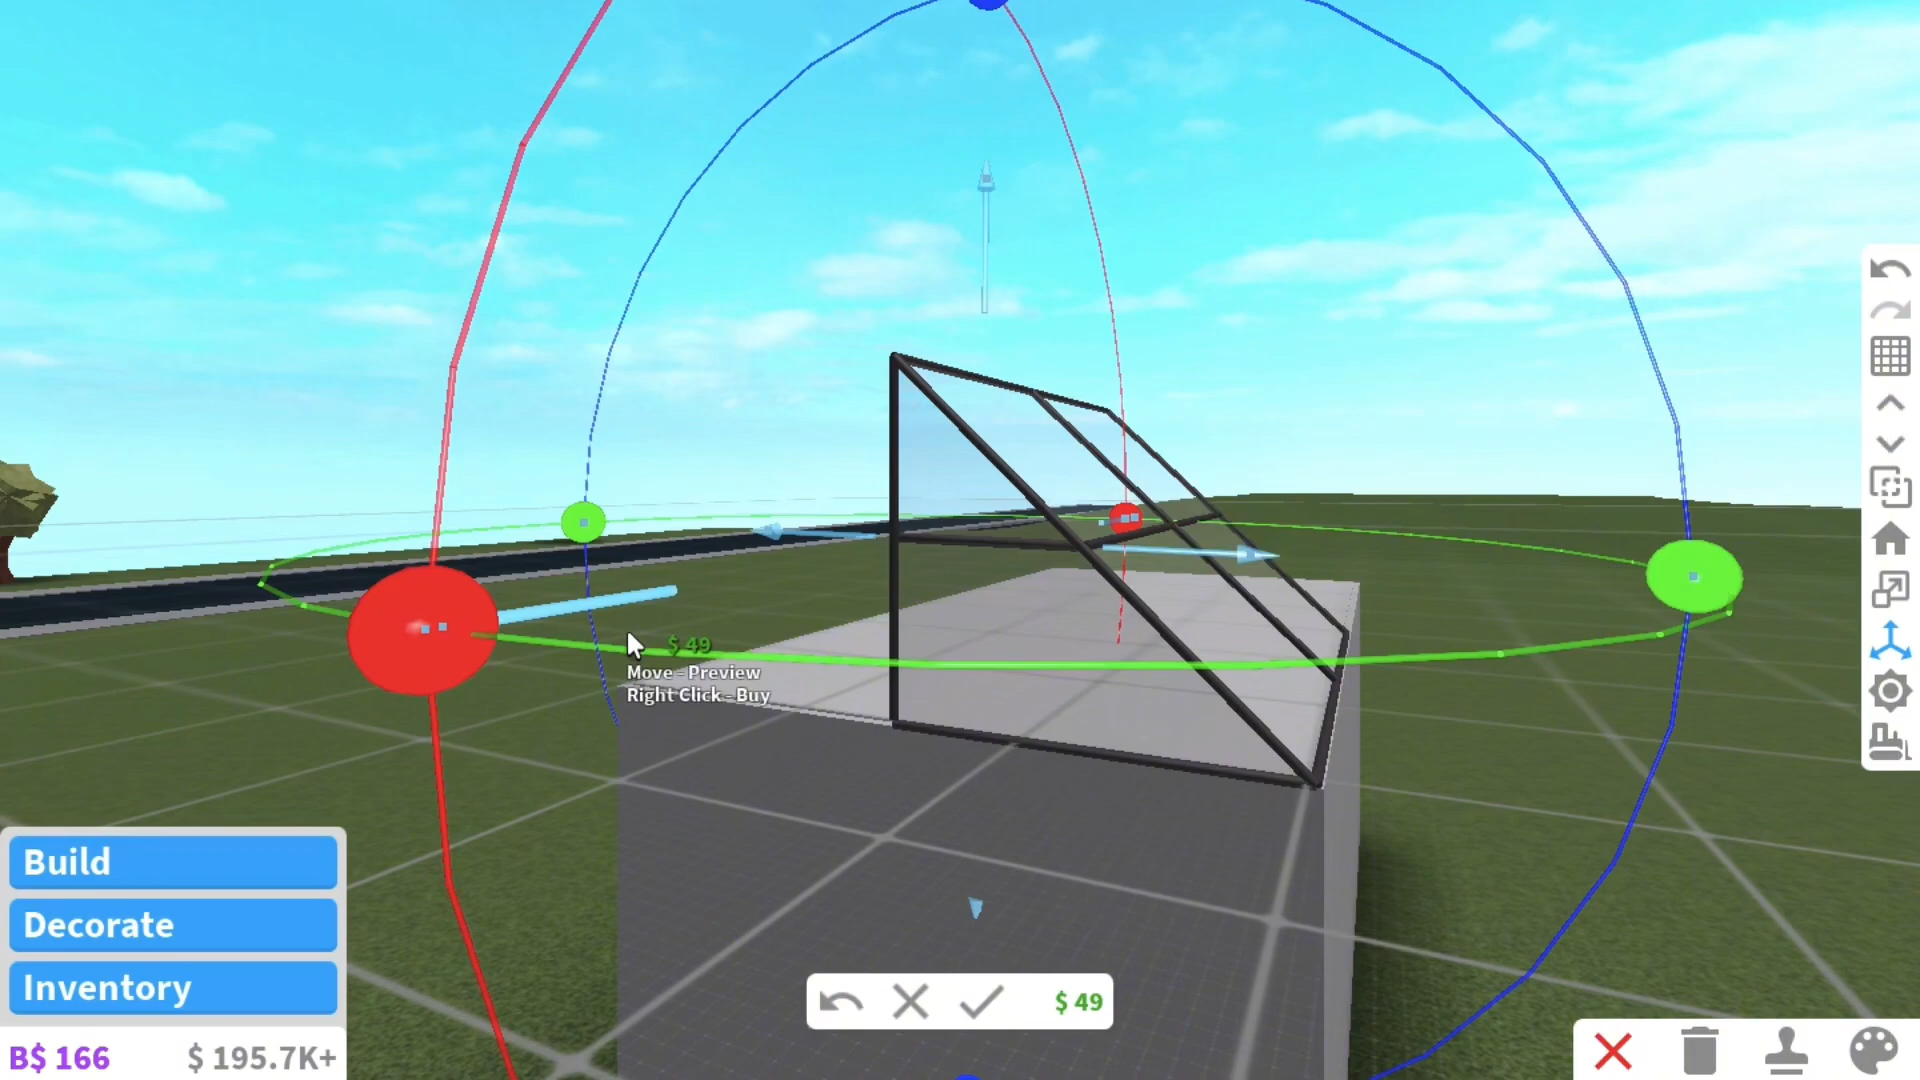 $ 49
Move - Preview
Right Click - Buy
Build
Decorate
Inventory
B$ 166
$ 195.7K+
$ 49